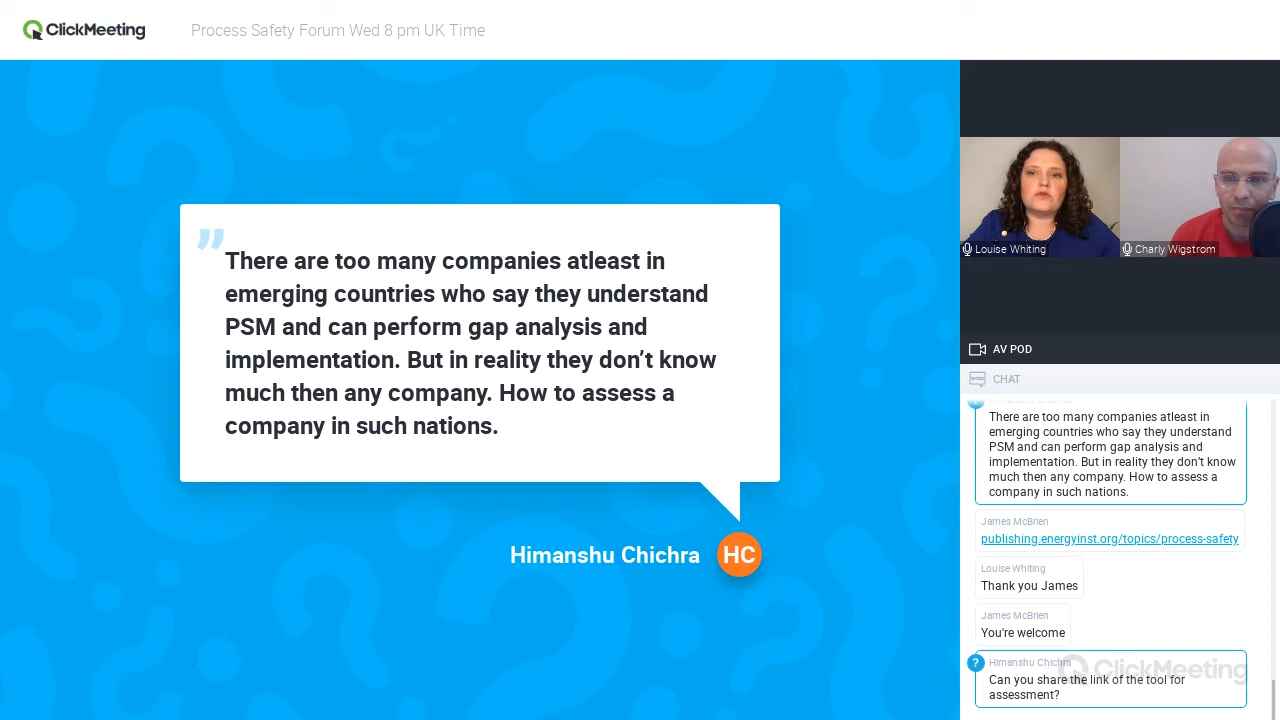 ClickMeeting
Process Safety Forum Wed 8 pm UK Time
There are too many companies atleast in
emerging countries who say they understand
PSM and can perform gap analysis and
implementation. But in reality they don’t know
much then any company. How to assess a
company in such nations.
Himanshu Chichra
HC
Louise Whiting
Charly Wigstrom
AV POD
CHAT
There are too many companies atleast in
emerging countries who say they understand
PSM and can perform gap analysis and
implementation. But in reality they don’t know
much then any company. How to assess a
company in such nations.
James McBrien
publishing.energyinst.org/topics/process-safety
Louise Whiting
Thank you James
James McBrien
You're welcome
?
Himanshu Chichra
ClickMeeting
Can you share the link of the tool for
assessment?